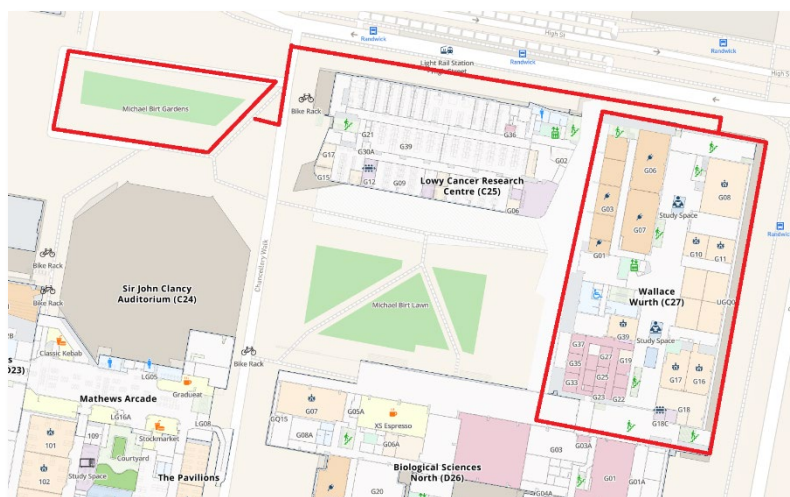 Randwick
High St
Light Rail Station
High Street
Randwick
High S
Michael Birt Gardens
Bike Rack
G36
G21
G30A
G39
G02
G17
G15
G12
G09
Lowy Cancer Research
Centre (C25)
G06
G06
G08
G03
Study Space
G07
G10
G11
G01
Randwick
Chancellery Walk
Bike Rack
Sir John Clancy
Auditorium (C24)
Bike Rack
Michael Birt Lawn
Wallace
Wurth (C27)
UGQ0
G39
Study Space
G37
G27
G35
G19
G25
G33
G17
G16
G23
G22
G18
G18C
Classic Kebab
LG05
Bike Rack
D23)
Gradueat
Mathews Arcade
LG16A
Stockmarket
LG08
G07
GQ15
G05A
XS Espresso
G08A
G06A
101
109
Courtyard
Study Space
102
The Pavilions
Biological Sciences
North (D26)
G20
G03
G03A
G04A
G01
G01A